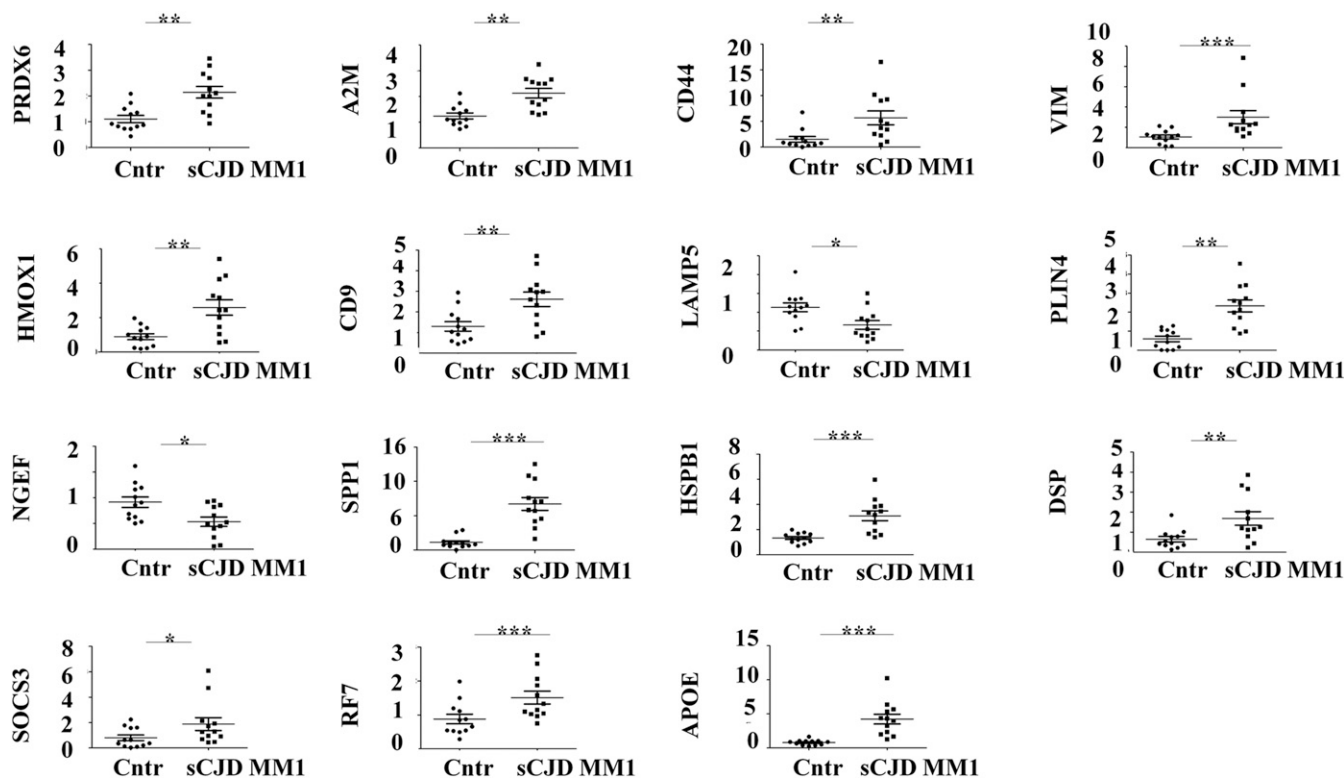 **
PRDX6
4
3
2
1
0
Cntr sCJD MM1
**
A2M
4
3
2
1
0
Cntr sCJD MM1
**
CD44
20
15
10
5
0
Cntr sCJD MM1
***
VIM
10
8
6
4
2
0
Cntr sCJD MM1
**
HMOX1
6
4
2
0
Cntr sCJD MM1
**
CD9
5
4
3
2
1
0
Cntr sCJD MM1
*
LAMP5
2
1
0
Cntr sCJD MM1
**
PLIN4
5
4
3
2
1
0
Cntr sCJD MM1
*
NGEF
2
1
0
Cntr sCJD MM1
***
SPP1
16
10
6
0
Cntr sCJD MM1
***
HSPB1
8
6
4
2
0
Cntr sCJD MM1
**
DSP
5
4
3
2
1
0
Cntr sCJD MM1
*
SOCS3
8
6
4
2
0
Cntr sCJD MM1
***
RF7
3
2
1
0
Cntr sCJD MM1
***
APOE
15
10
5
0
Cntr sCJD MM1